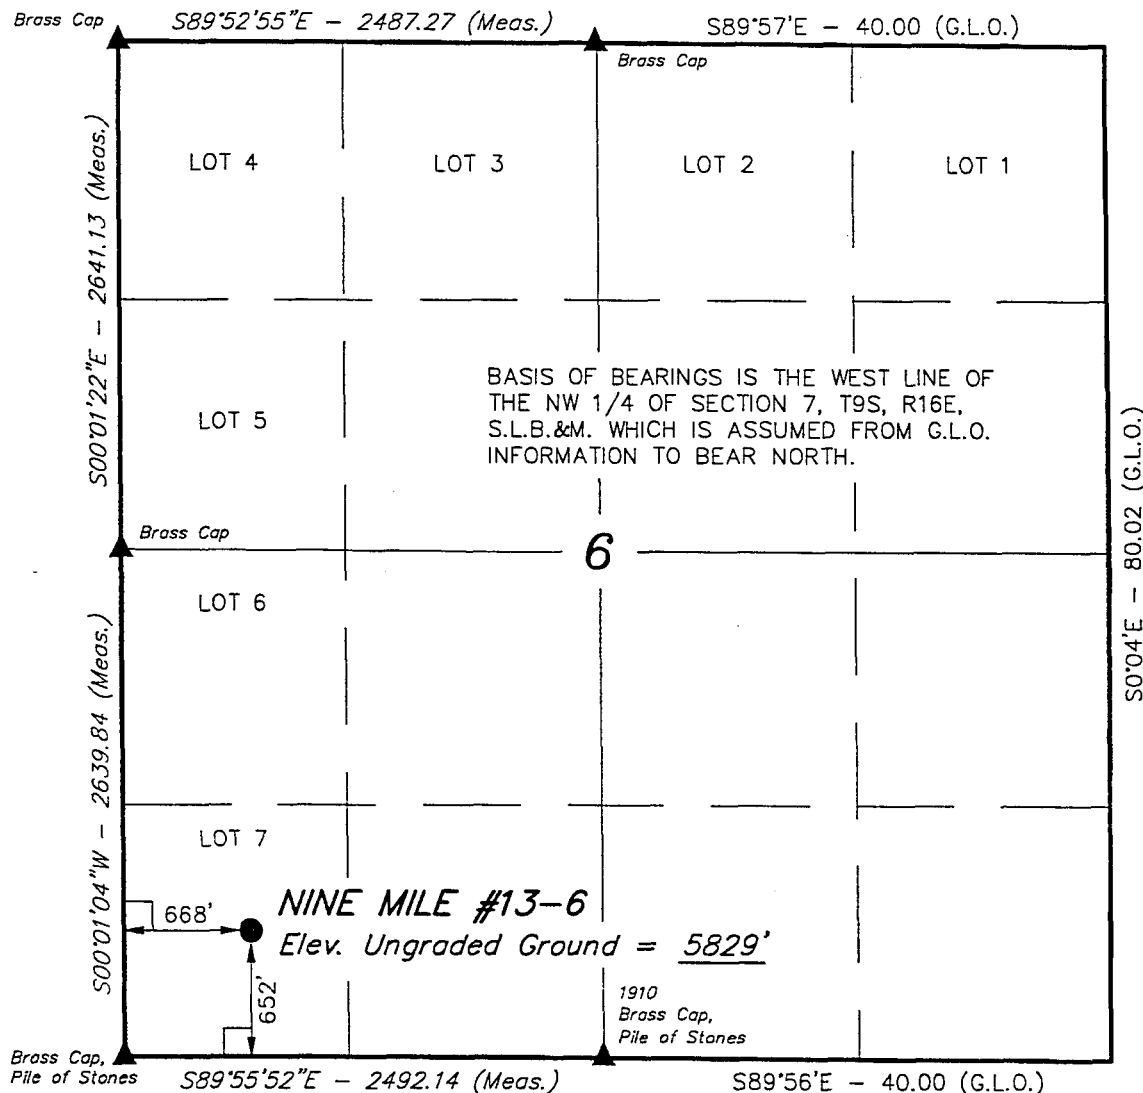 Brass Cap
S89°52'55"E - 2487.27 (Meas.)
S89°57'E - 40.00 (G.L.O.)
Brass Cap
LOT 4
LOT 3
LOT 2
LOT 1
S00°01'22"E - 2641.13 (Meas.)
BASIS OF BEARINGS IS THE WEST LINE OF
THE NW 1/4 OF SECTION 7, T9S, R16E,
S.L.B.&M. WHICH IS ASSUMED FROM G.L.O.
INFORMATION TO BEAR NORTH.
LOT 5
S0°04'E - 80.02 (G.L.O.)
Brass Cap
6
LOT 6
S00°01'04"W - 2639.84 (Meas.)
LOT 7
668'
NINE MILE #13-6
Elev. Ungraded Ground = 5829'
652'
1910
Brass Cap,
Pile of Stones
Brass Cap,
Pile of Stones
S89°55'52"E - 2492.14 (Meas.)
S89°56'E - 40.00 (G.L.O.)